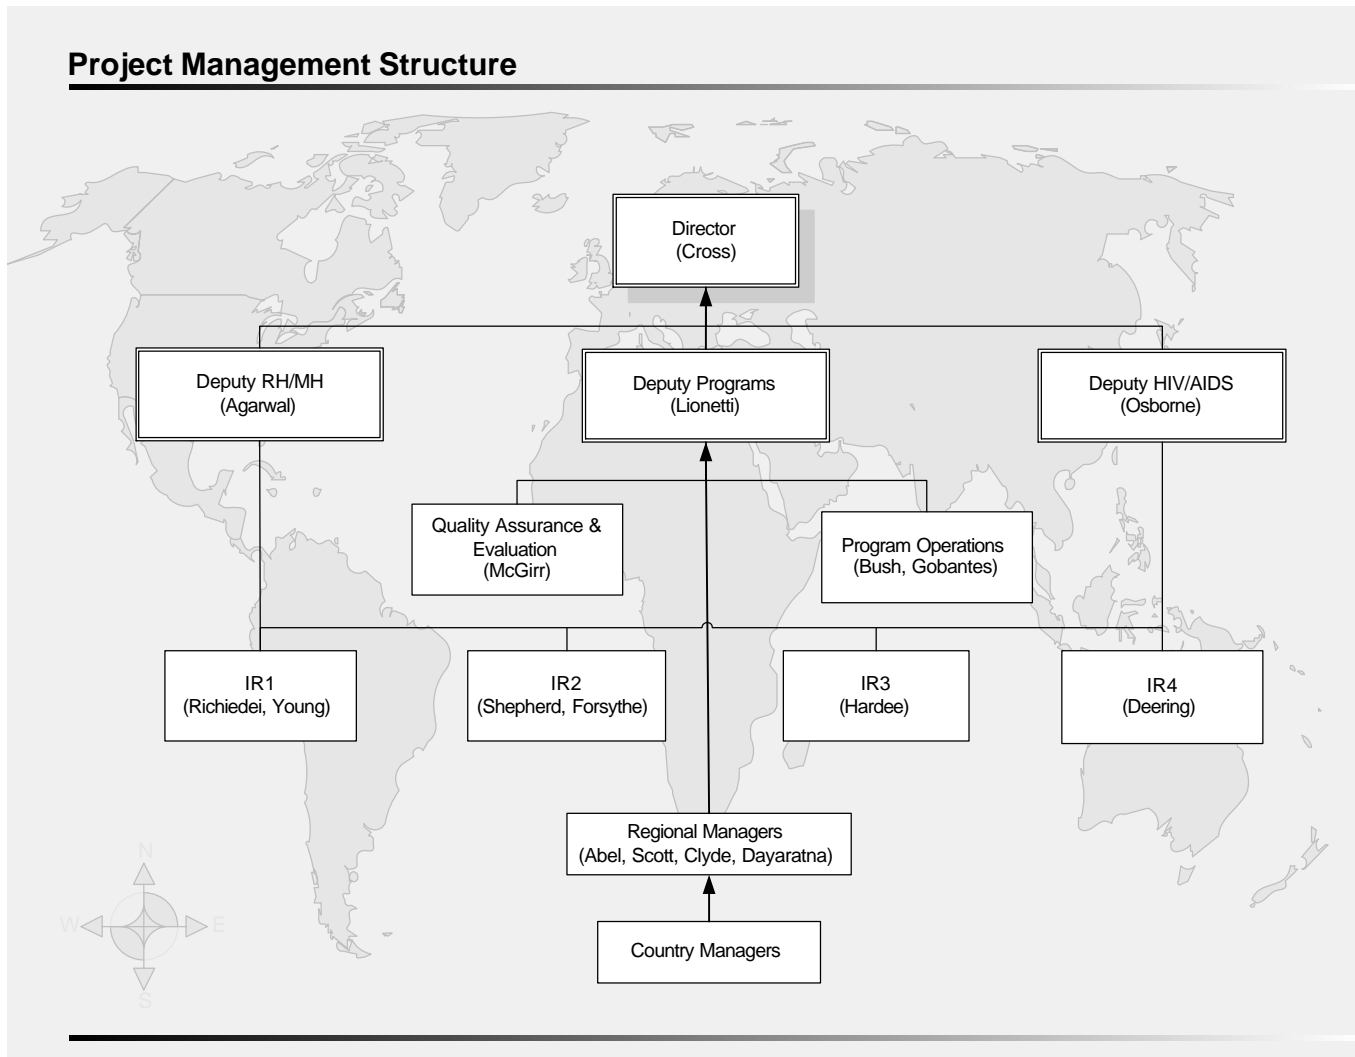 Project Management Structure
Director
(Cross)
Deputy RH/MH
(Agarwal)
Deputy Programs
(Lionetti)
Deputy HIV/AIDS
(Osborne)
Quality Assurance &
Evaluation
(McGirr)
Program Operations
(Bush, Gobantes)
IR1
(Richiedei, Young)
IR2
(Shepherd, Forsythe)
IR3
(Hardee)
IR4
(Deering)
Regional Managers
(Abel, Scott, Clyde, Dayaratna)
Country Managers
N
W
E
S